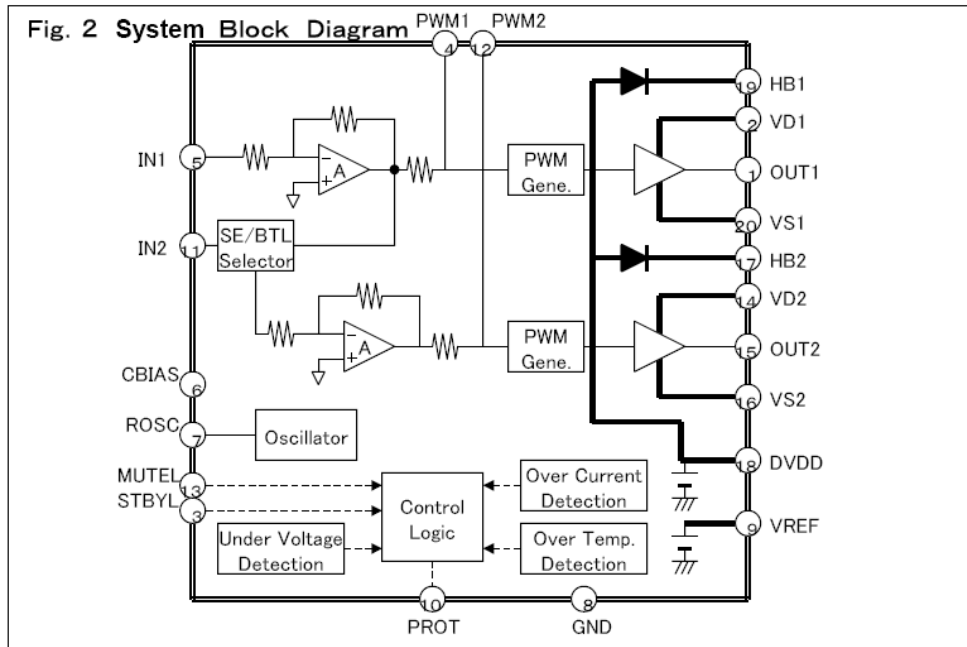 Fig. 2 System Block Diagram
PWM1
PWM2
4
12
19
HB1
2
VD1
IN1
5
A
PWM
Gene.
1
OUT1
20
VS1
IN2
11
SE/BTL
Selector
17
HB2
14
VD2
A
PWM
Gene.
15
OUT2
CBIAS
6
16
VS2
ROSC
7
Oscillator
18
DVDD
MUTEL
13
STBYL
3
Control
Logic
Over Current
Detection
9
VREF
Under Voltage
Detection
Over Temp.
Detection
10
PROT
8
GND